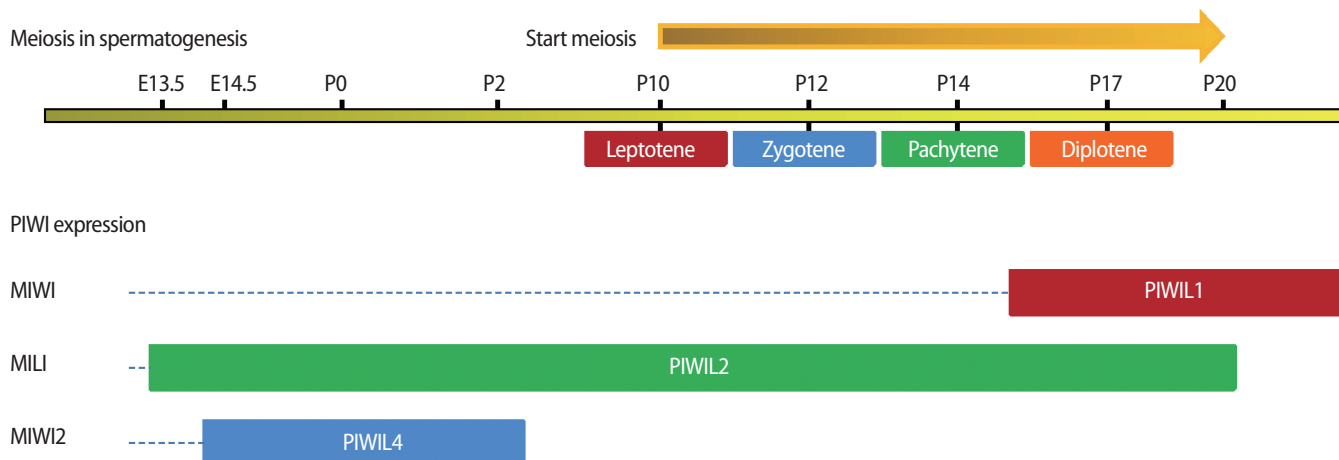 Meiosis in spermatogenesis Start meiosis
E13.5 E14.5 P0 P2 P10 P12 P14 P17 P20
Leptotene Zygotene Pachytene Diplotene
PIWI expression
MIWI PIWIL1
MILI PIWIL2
MIWI2 PIWIL4